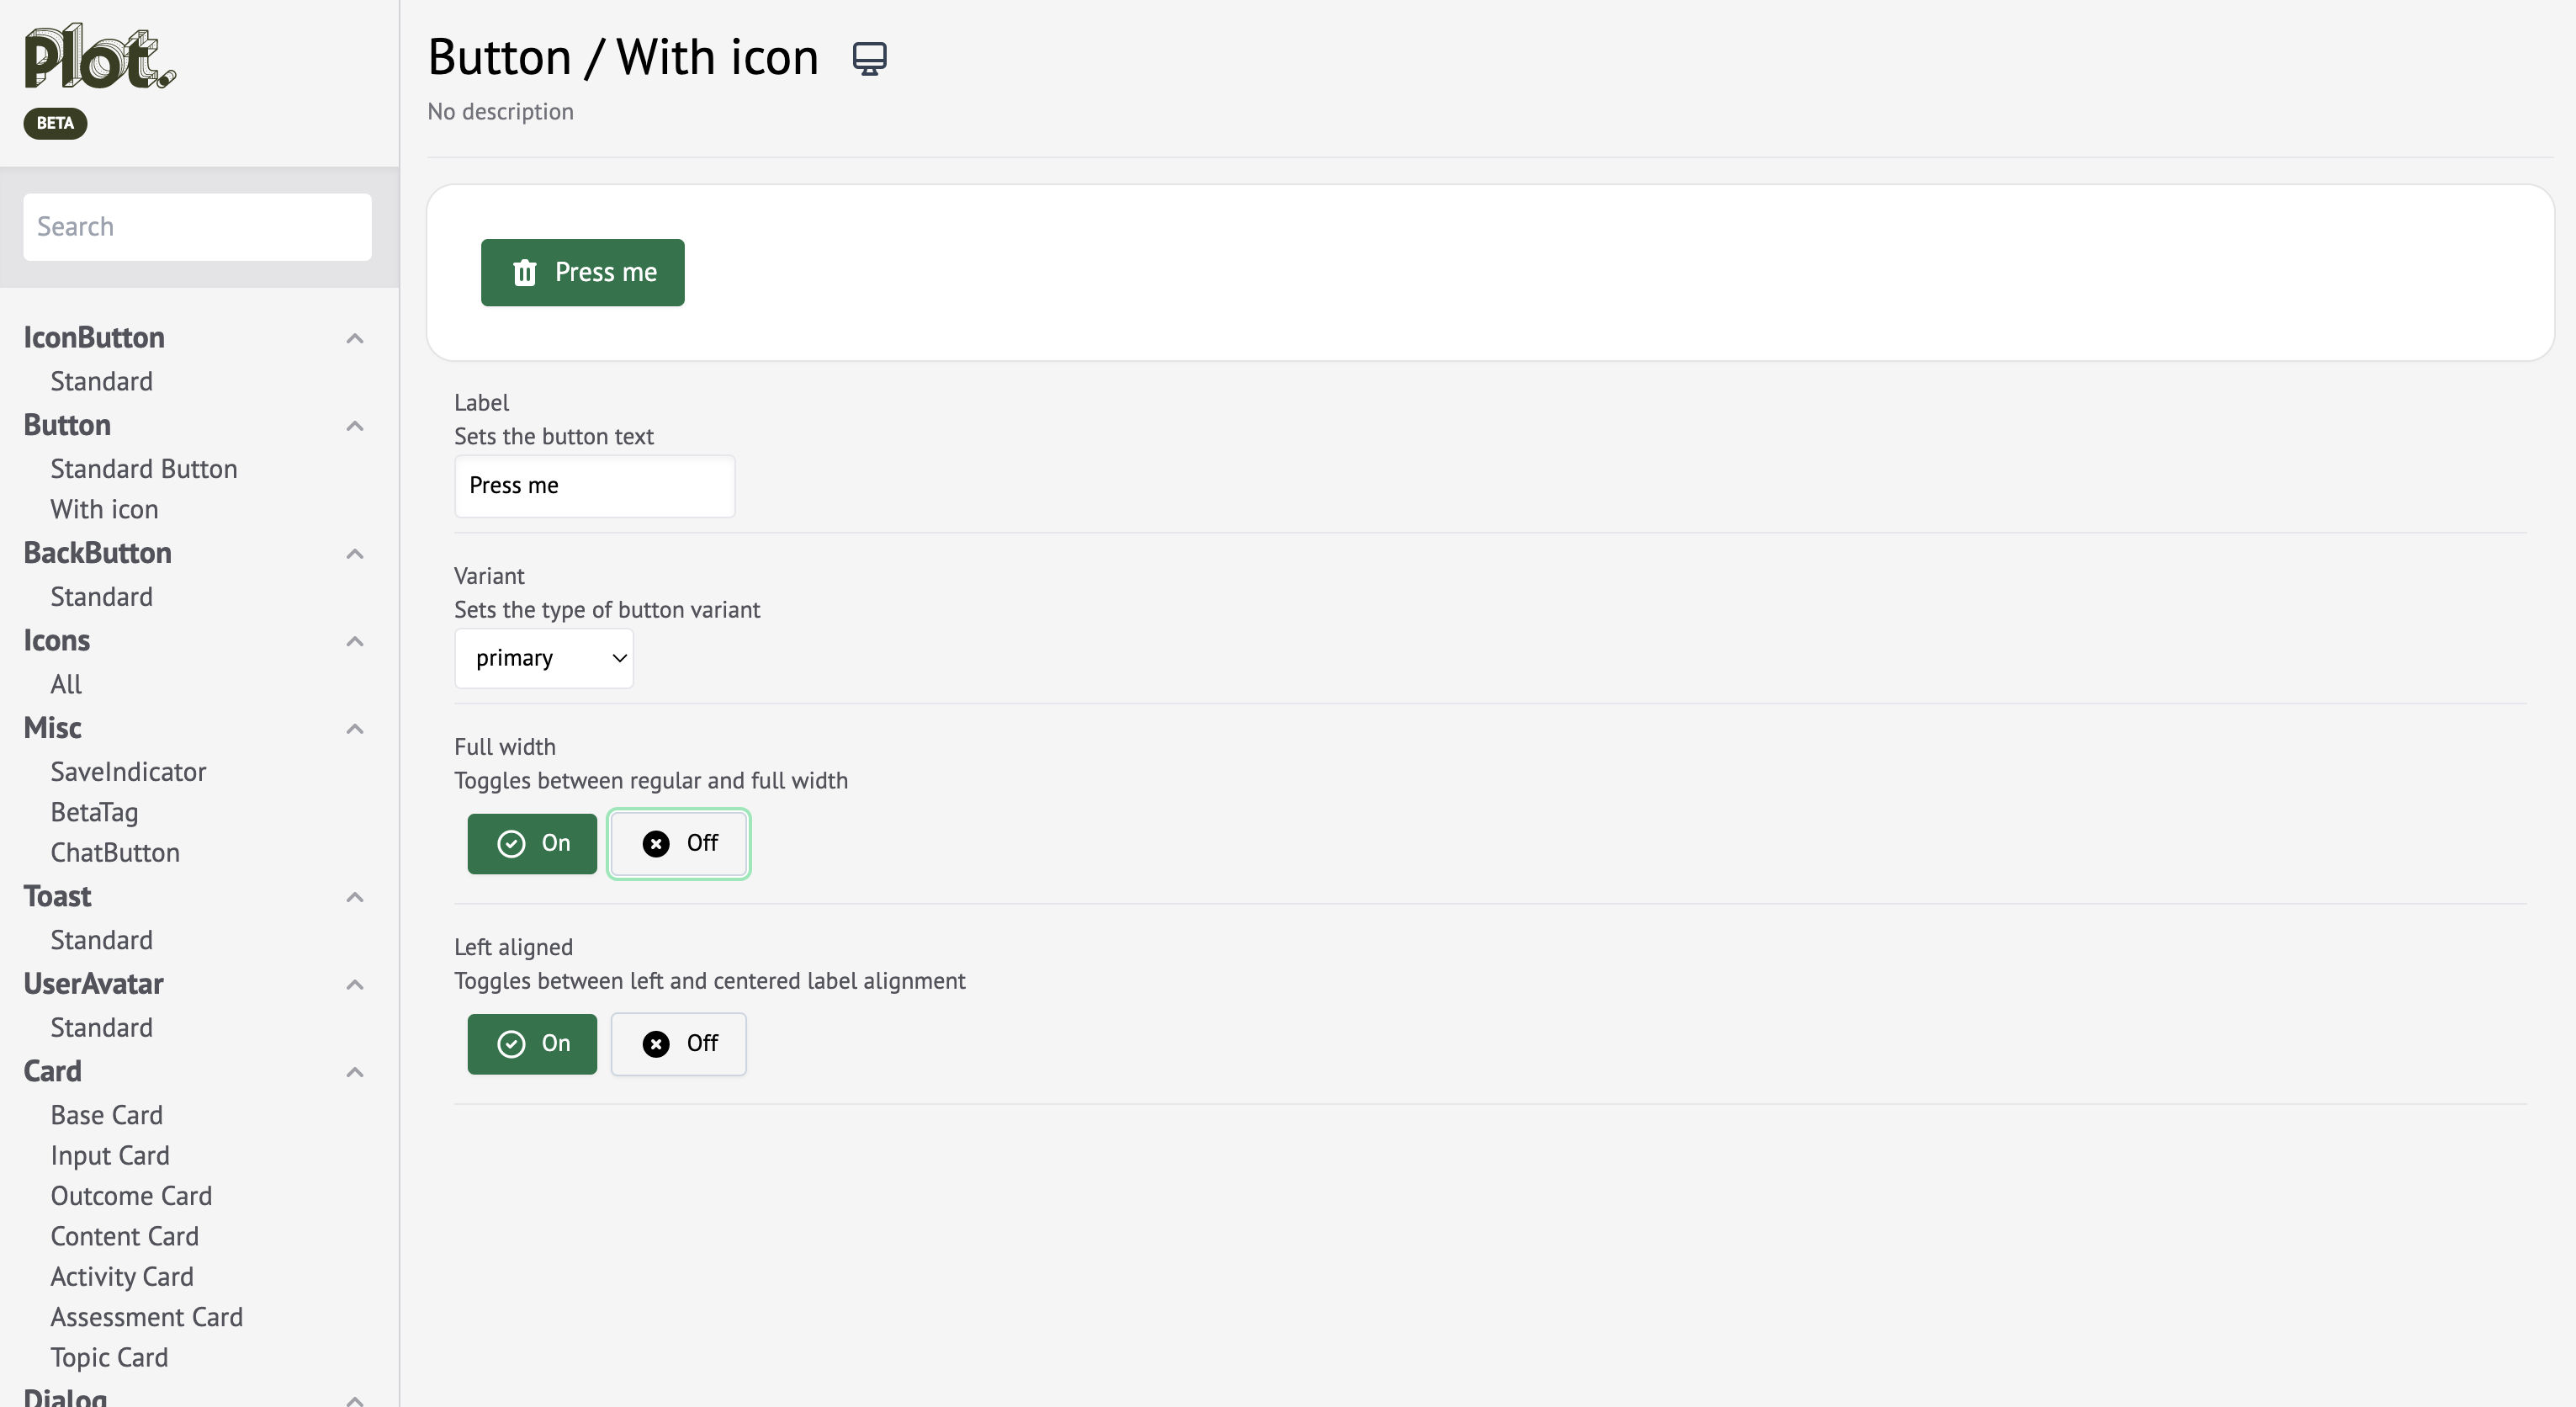 Plot.
BETA
Search
IconButton
Standard
Button
Standard Button
With icon
BackButton
Standard
Icons
All
Misc
SaveIndicator
BetaTag
ChatButton
Toast
Standard
UserAvatar
Standard
Card
Base Card
Input Card
Outcome Card
Content Card
Activity Card
Assessment Card
Topic Card
Dialog
Button / With icon
No description
Press me
Label
Sets the button text
Press me
Variant
Sets the type of button variant
primary
Full width
Toggles between regular and full width
On Off
Left aligned
Toggles between left and centered label alignment
On Off